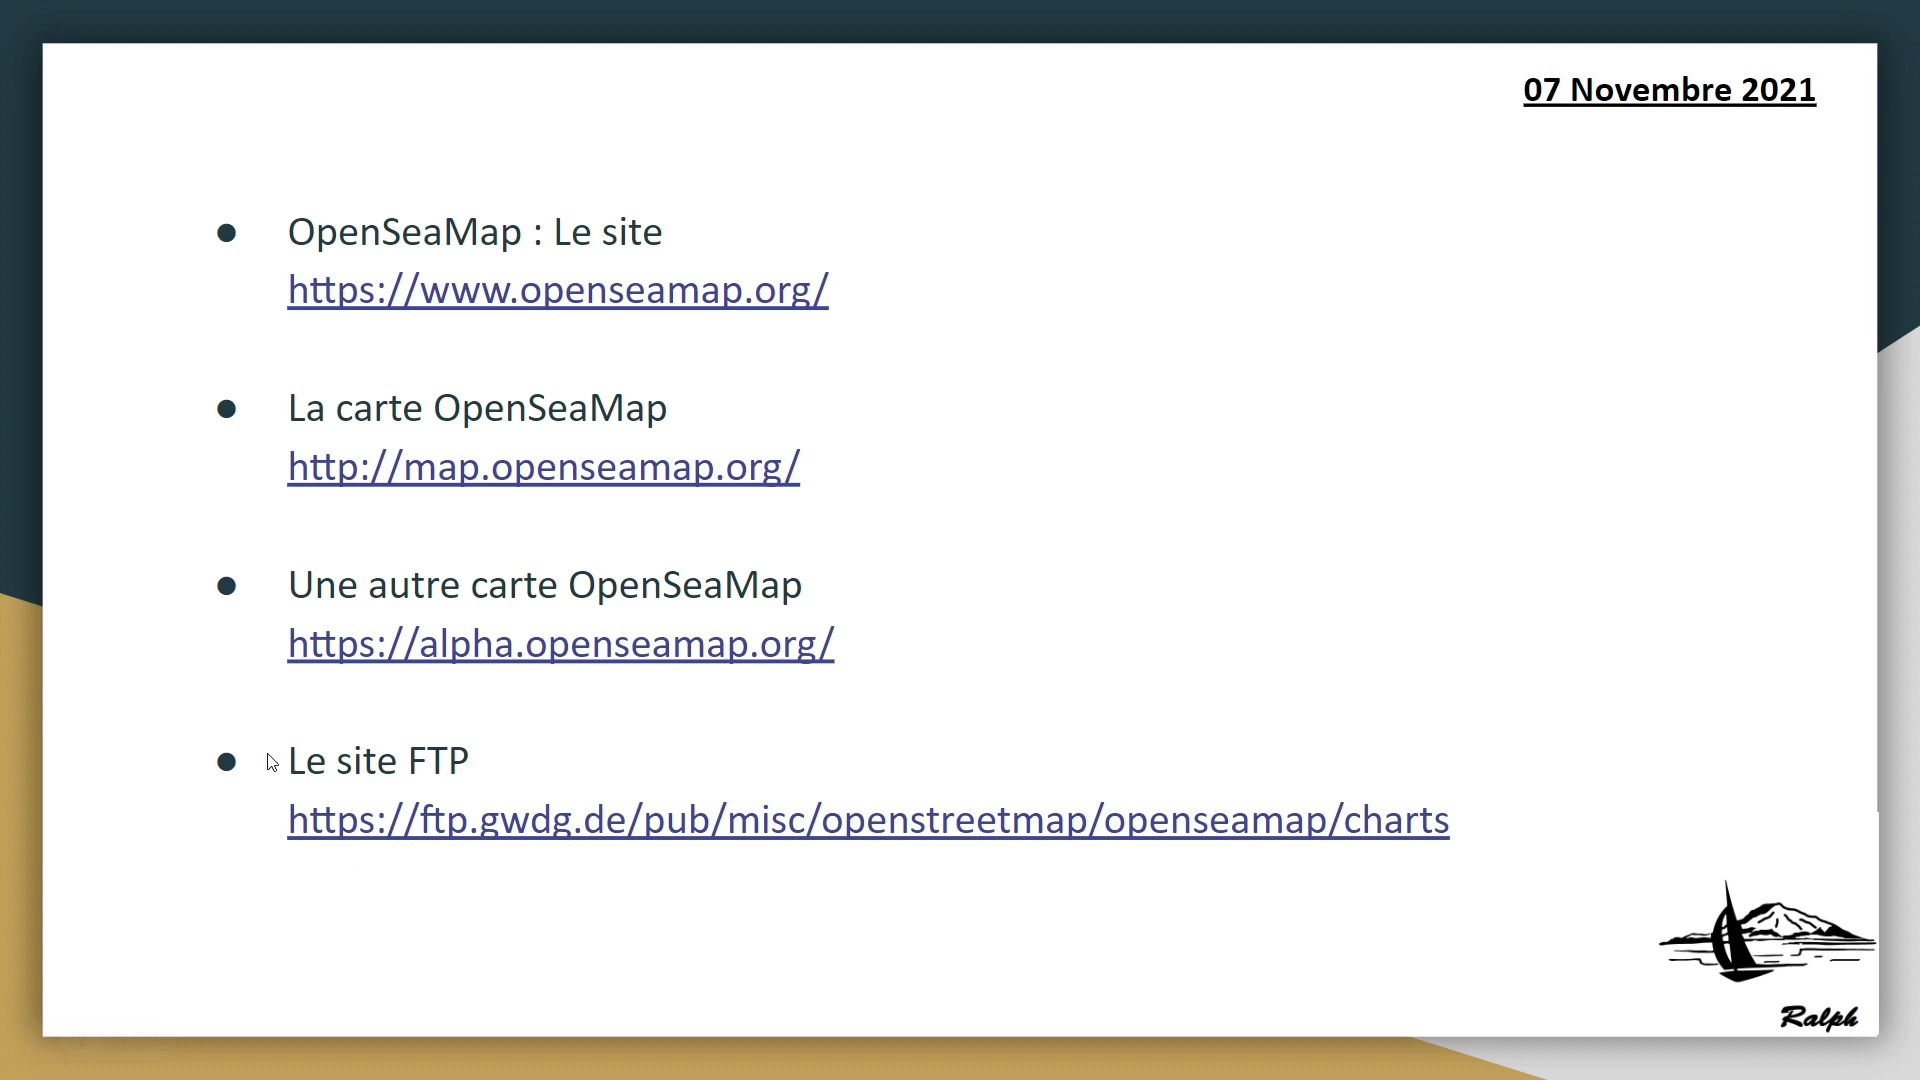 07 Novembre 2021
● OpenSeaMap : Le site
https://www.openseamap.org/
● La carte OpenSeaMap
http://map.openseamap.org/
● Une autre carte OpenSeaMap
https://alpha.openseamap.org/
● Le site FTP
https://ftp.gwdg.de/pub/misc/openstreetmap/openseamap/charts
Ralph